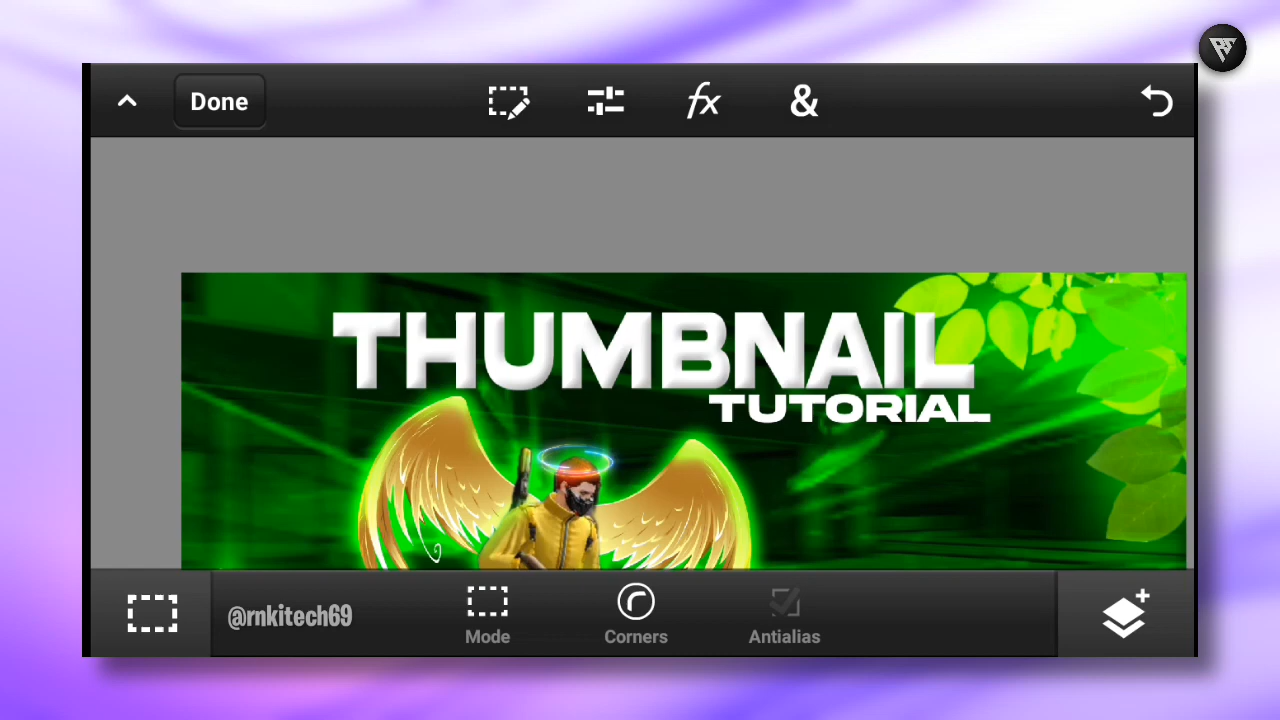 Done
fx
&
THUMBNAIL
TUTORIAL
@rnkitech69
Mode
Corners
Antialias